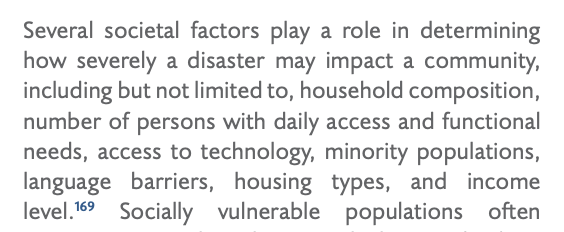 Several societal factors play a role in determining
how severely a disaster may impact a community,
including but not limited to, household composition,
number of persons with daily access and functional
needs, access to technology, minority populations,
language barriers, housing types, and income
level.169 Socially vulnerable populations often